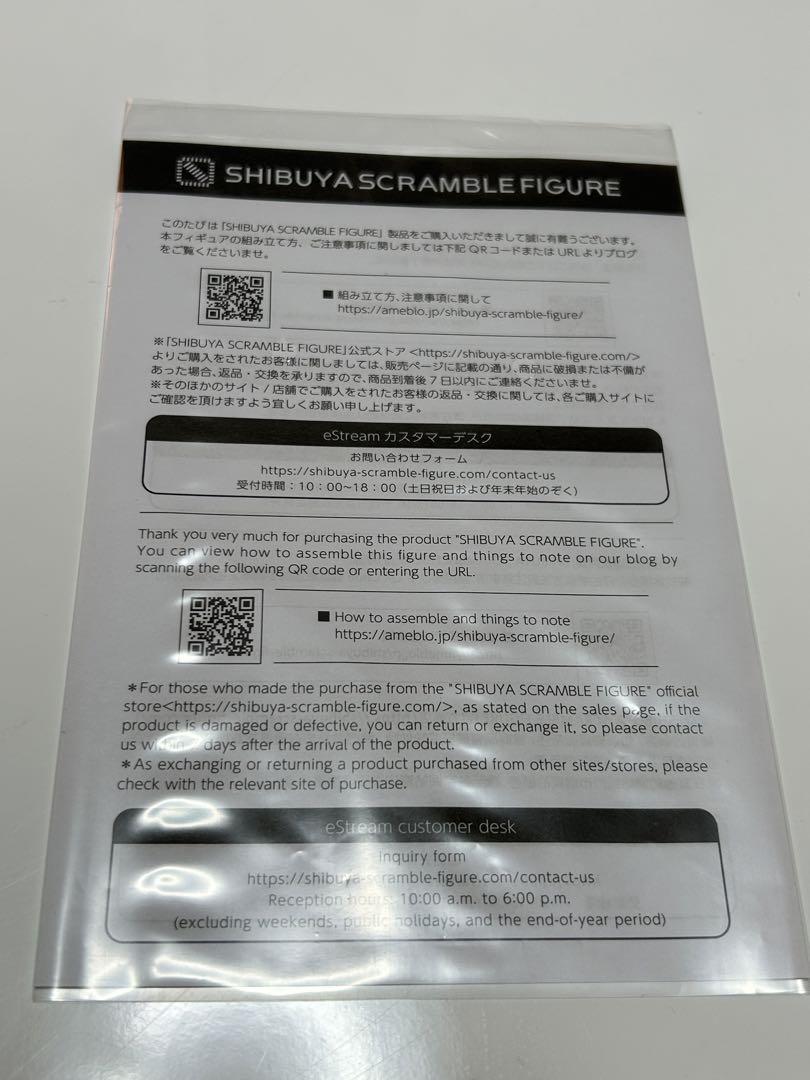 SHIBUYA SCRAMBLE FIGURE
このたびは「SHIBUYA SCRAMBLE FIGURE」製品をご購入いただきまして誠に有難うございます。
本フィギュアの組み立て方、ご注意事項に関しましては下記QRコードまたはURLよりブログ
をご覧くださいませ。
■ 組み立て方、注意事項に関して
https://ameblo.jp/shibuya-scramble-figure/
※「SHIBUYA SCRAMBLE FIGURE」公式ストア <https://shibuya-scramble-figure.com/>
よりご購入をされたお客様に関しましては、販売ページに記載の通り、商品に破損または不備が
あった場合、返品・交換を承りますので、商品到着後7日以内にご連絡くださいませ。
※そのほかのサイト / 店舗でご購入をされたお客様の返品・交換に関しては、各ご購入サイトに
ご確認を頂けますよう宜しくお願い申し上げます。
eStream カスタマーデスク
お問い合わせフォーム
https://shibuya-scramble-figure.com/contact-us
受付時間：10：00~18：00（土日祝日および年末年始のぞく）
Thank you very much for purchasing the product "SHIBUYA SCRAMBLE FIGURE".
You can view how to assemble this figure and things to note on our blog by
scanning the following QR code or entering the URL.
■ How to assemble and things to note
https://ameblo.jp/shibuya-scramble-figure/
＊For those who made the purchase from the "SHIBUYA SCRAMBLE FIGURE" official
store<https://shibuya-scramble-figure.com/>, as stated on the sales page, if the
product is damaged or defective, you can return or exchange it, so please contact
us within days after the arrival of the product.
＊As exchanging or returning a product purchased from other sites/stores, please
check with the relevant site of purchase.
eStream customer desk
inquiry form
https://shibuya-scramble-figure.com/contact-us
Reception hours: 10:00 a.m. to 6:00 p.m.
(excluding weekends, public holidays, and the end-of-year period)